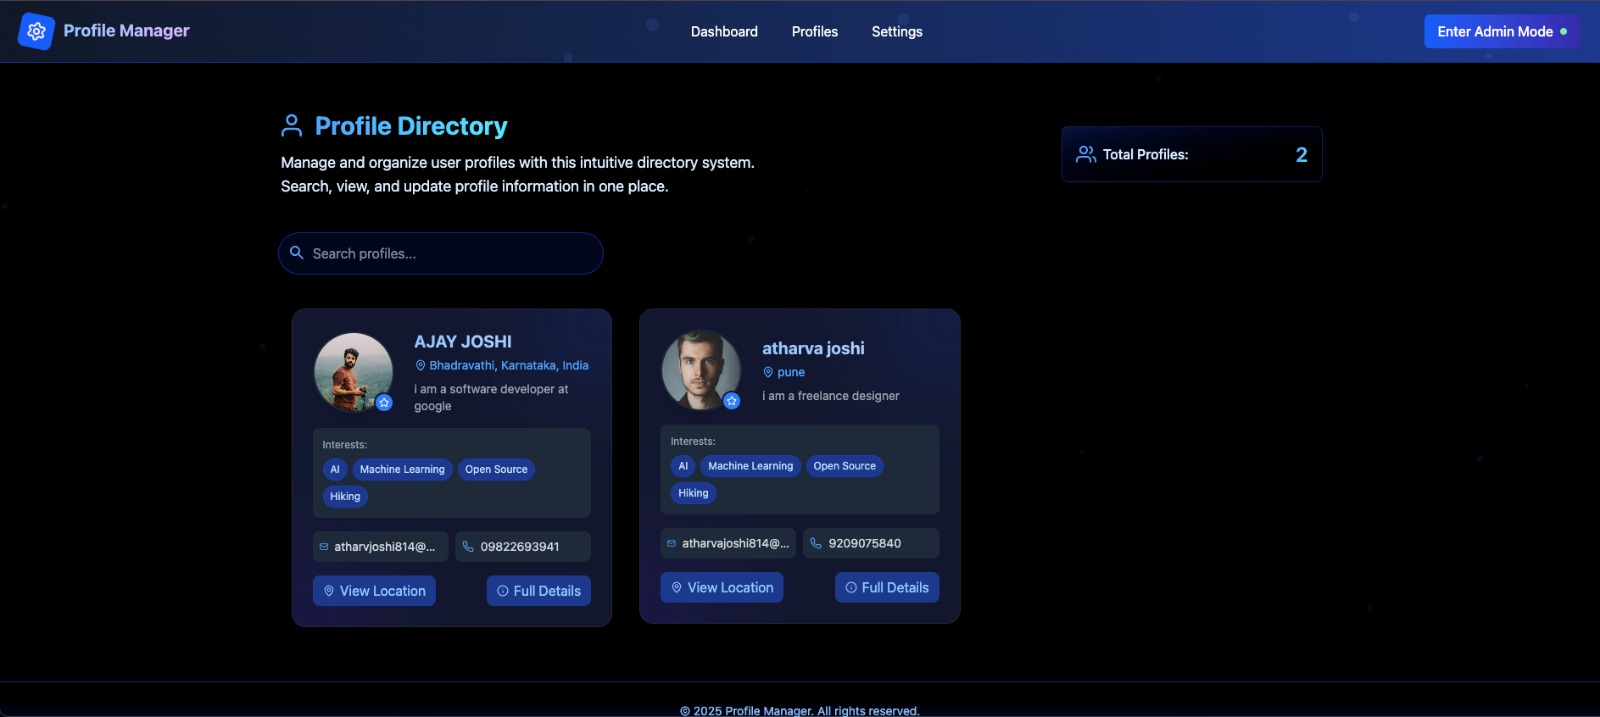 Profile Manager
Dashboard Profiles Settings
Enter Admin Mode
Profile Directory
Manage and organize user profiles with this intuitive directory system.
Search, view, and update profile information in one place.
Total Profiles: 2
Search profiles...
AJAY JOSHI
Bhadravathi, Karnataka, India
i am a software developer at
google
Interests:
AI Machine Learning Open Source
Hiking
atharvjoshi814@... 09822693941
View Location Full Details
atharva joshi
pune
i am a freelance designer
Interests:
AI Machine Learning Open Source
Hiking
atharvajoshi814@... 9209075840
View Location Full Details
© 2025 Profile Manager. All rights reserved.